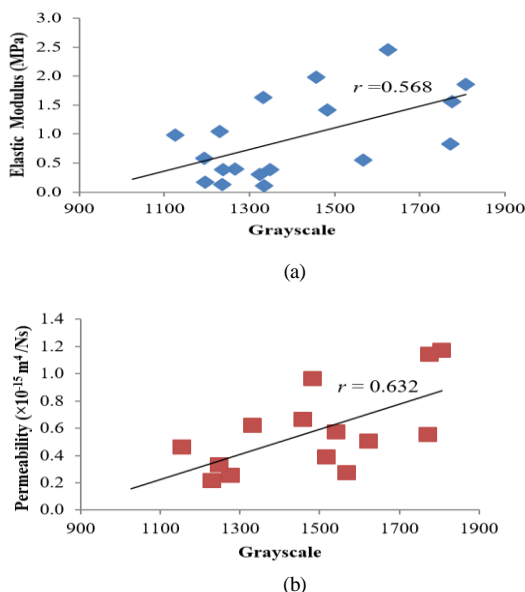 Elastic Modulus (MPa)
3.0
2.5
2.0
1.5
1.0
0.5
0.0
r =0.568
900 1100 1300 1500 1700 1900
Grayscale
(a)
Permeability (×10⁻¹⁵ m⁴ /Ns)
1.4
1.2
1.0
0.8
0.6
0.4
0.2
0.0
r = 0.632
900 1100 1300 1500 1700 1900
Grayscale
(b)